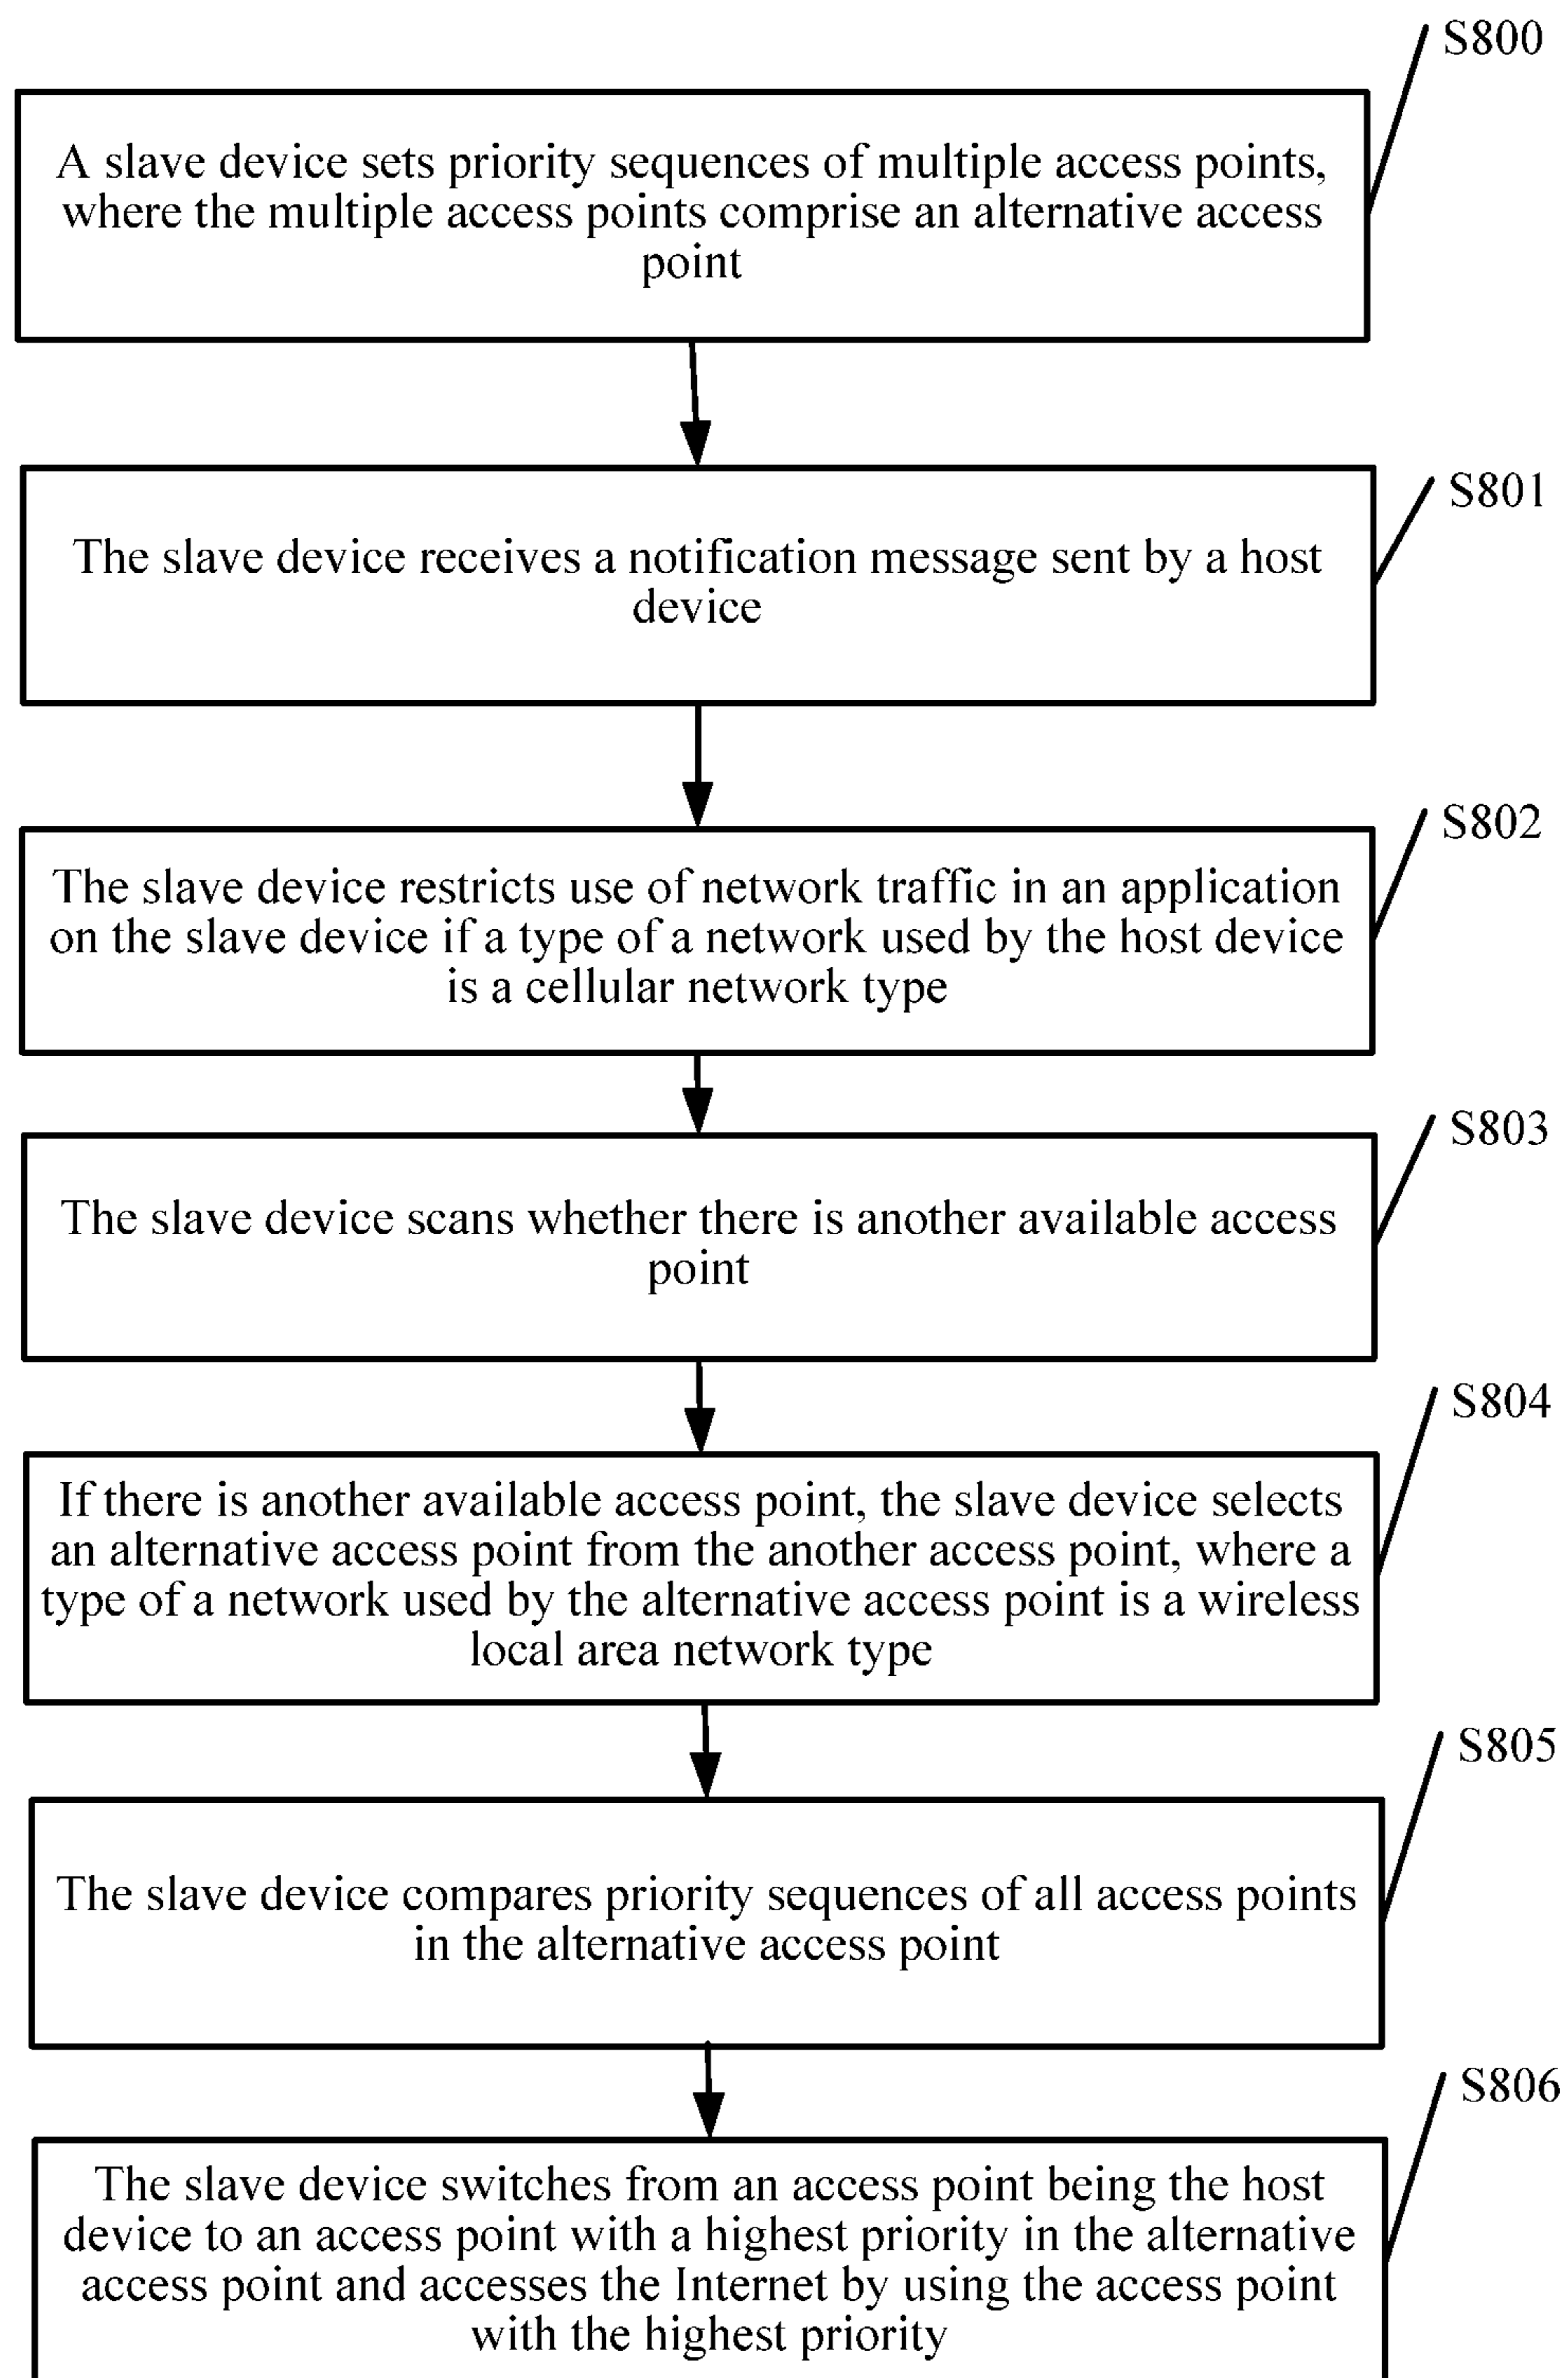 S800
A slave device sets priority sequences of multiple access points,
where the multiple access points comprise an alternative access
point
S801
The slave device receives a notification message sent by a host
device
S802
The slave device restricts use of network traffic in an application
on the slave device if a type of a network used by the host device
is a cellular network type
S803
The slave device scans whether there is another available access
point
S804
If there is another available access point, the slave device selects
an alternative access point from the another access point, where a
type of a network used by the alternative access point is a wireless
local area network type
S805
The slave device compares priority sequences of all access points
in the alternative access point
S806
The slave device switches from an access point being the host
device to an access point with a highest priority in the alternative
access point and accesses the Internet by using the access point
with the highest priority